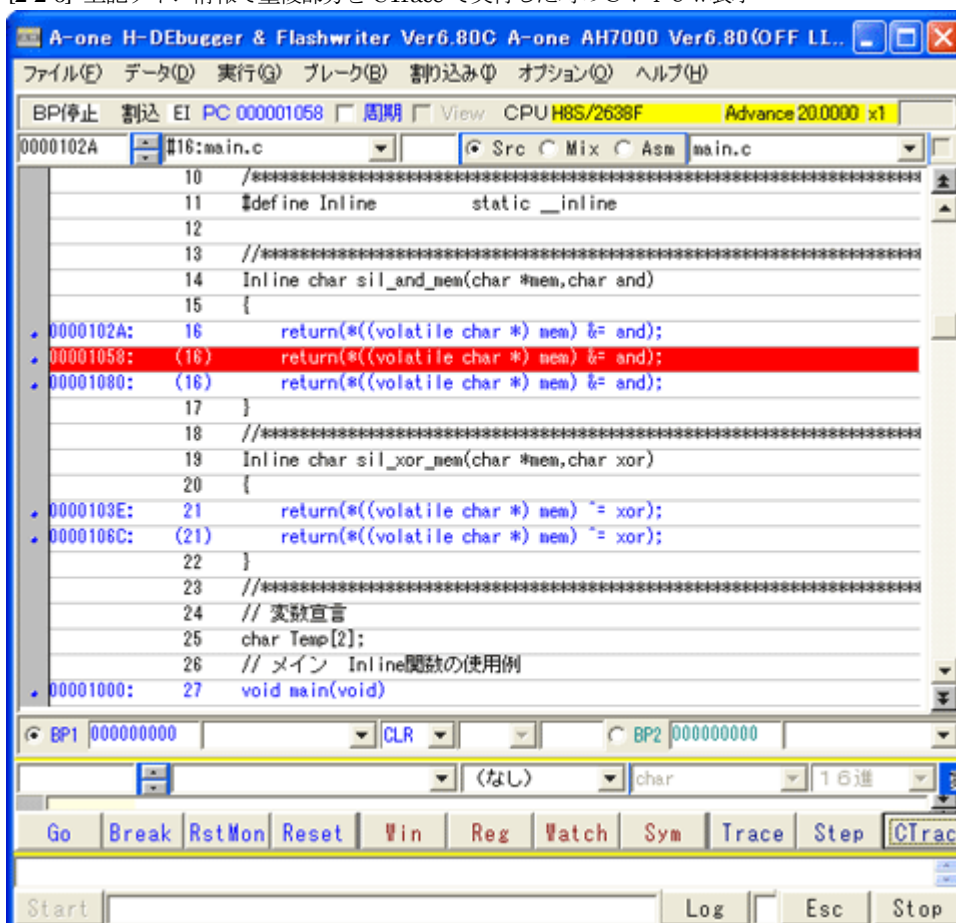 A-one H-DEbugger & Flashwriter Ver6.80C A-one AH7000 Ver6.80(OFF LI..
ファイル(F) データ(D) 実行(G) ブレーク(B) 割り込み(I) オプション(O) ヘルプ(H)
BP停止 割込 EI PC 000001058 周期 View CPU H8S/2638F Advance 20.0000 x1
0000102A #16:main.c Src Mix Asm main.c
10 /************************************************************
11 #define Inline static __inline
12
13 //***********************************************************
14 Inline char sil_and_mem(char *mem,char and)
15 {
0000102A: 16 return(*((volatile char *) mem) &= and);
00001058: (16) return(*((volatile char *) mem) &= and);
00001080: (16) return(*((volatile char *) mem) &= and);
17 }
18 //***********************************************************
19 Inline char sil_xor_mem(char *mem,char xor)
20 {
0000103E: 21 return(*((volatile char *) mem) ^= xor);
0000106C: (21) return(*((volatile char *) mem) ^= xor);
22 }
23 //***********************************************************
24 // 変数宣言
25 char Temp[2];
26 // メイン Inline関数の使用例
00001000: 27 void main(void)
BP1 000000000 CLR BP2 000000000
(なし) char 16進
Go Break RstMon Reset Win Reg Watch Sym Trace Step CTrac
Start Log Esc Stop